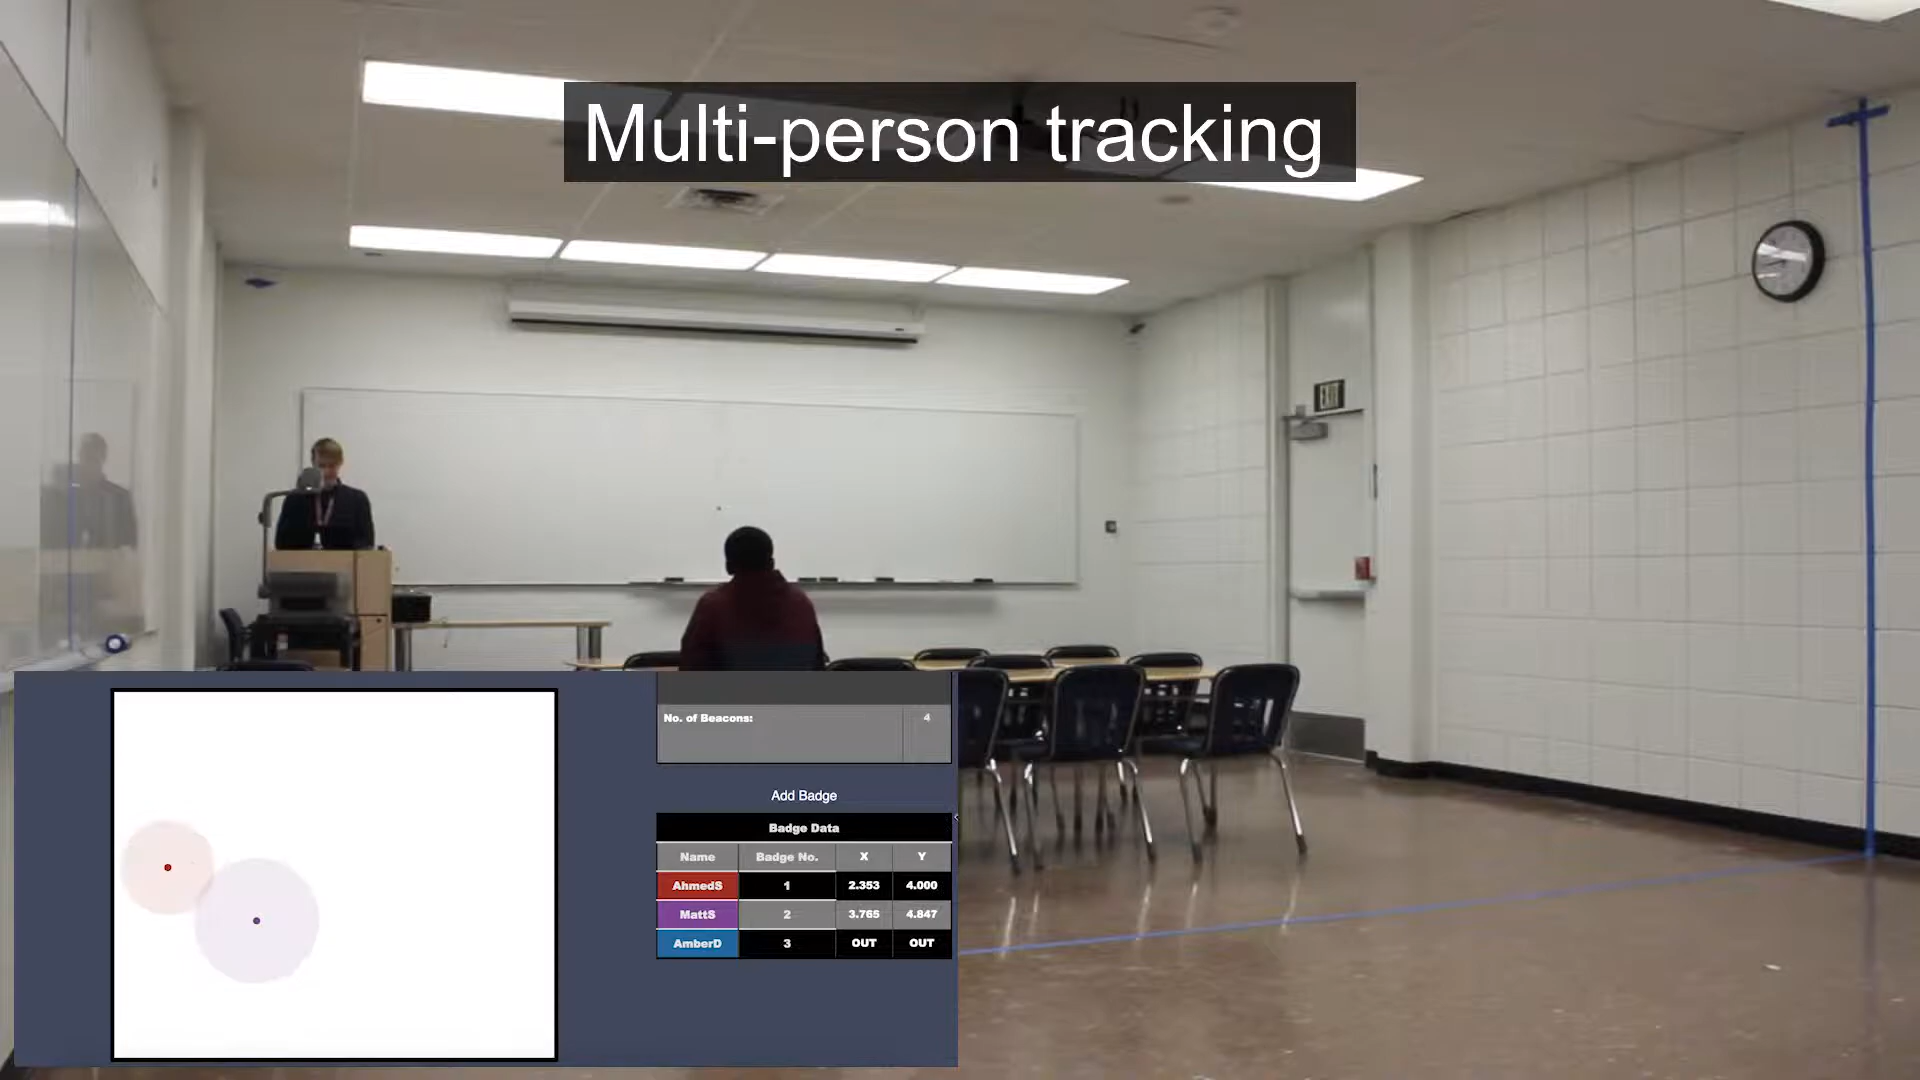 Multi-person tracking
EXIT
No. of Beacons: 4
Add Badge
Badge Data
Name Badge No. X Y
AhmedS 1 2.353 4.000
MattS 2 3.765 4.847
AmberD 3 OUT OUT